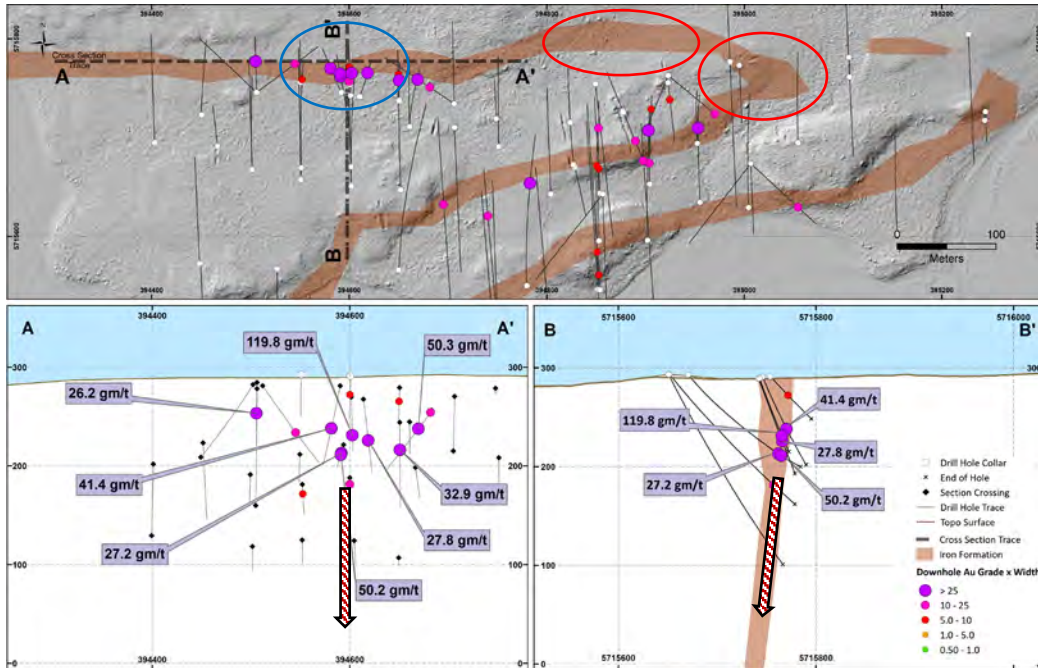 394400
394600
394800
395000
395200
5715800
5715800
Cross Section
Trace
A
A'
B'
B
5715600
5715600
0
100
Meters
A
394400
394600
A'
119.8 gm/t
50.3 gm/t
26.2 gm/t
41.4 gm/t
32.9 gm/t
27.2 gm/t
27.8 gm/t
50.2 gm/t
300
200
100
0
394400
394600
B
5715600
5715800
5716000
B'
300
200
100
0
119.8 gm/t
41.4 gm/t
27.8 gm/t
27.2 gm/t
50.2 gm/t
5715600
5715800
Drill Hole Collar
End of Hole
Section Crossing
Drill Hole Trace
Topo Surface
Cross Section Trace
Iron Formation
Downhole Au Grade x Width
> 25
10 - 25
5.0 - 10
1.0 - 5.0
0.50 - 1.0